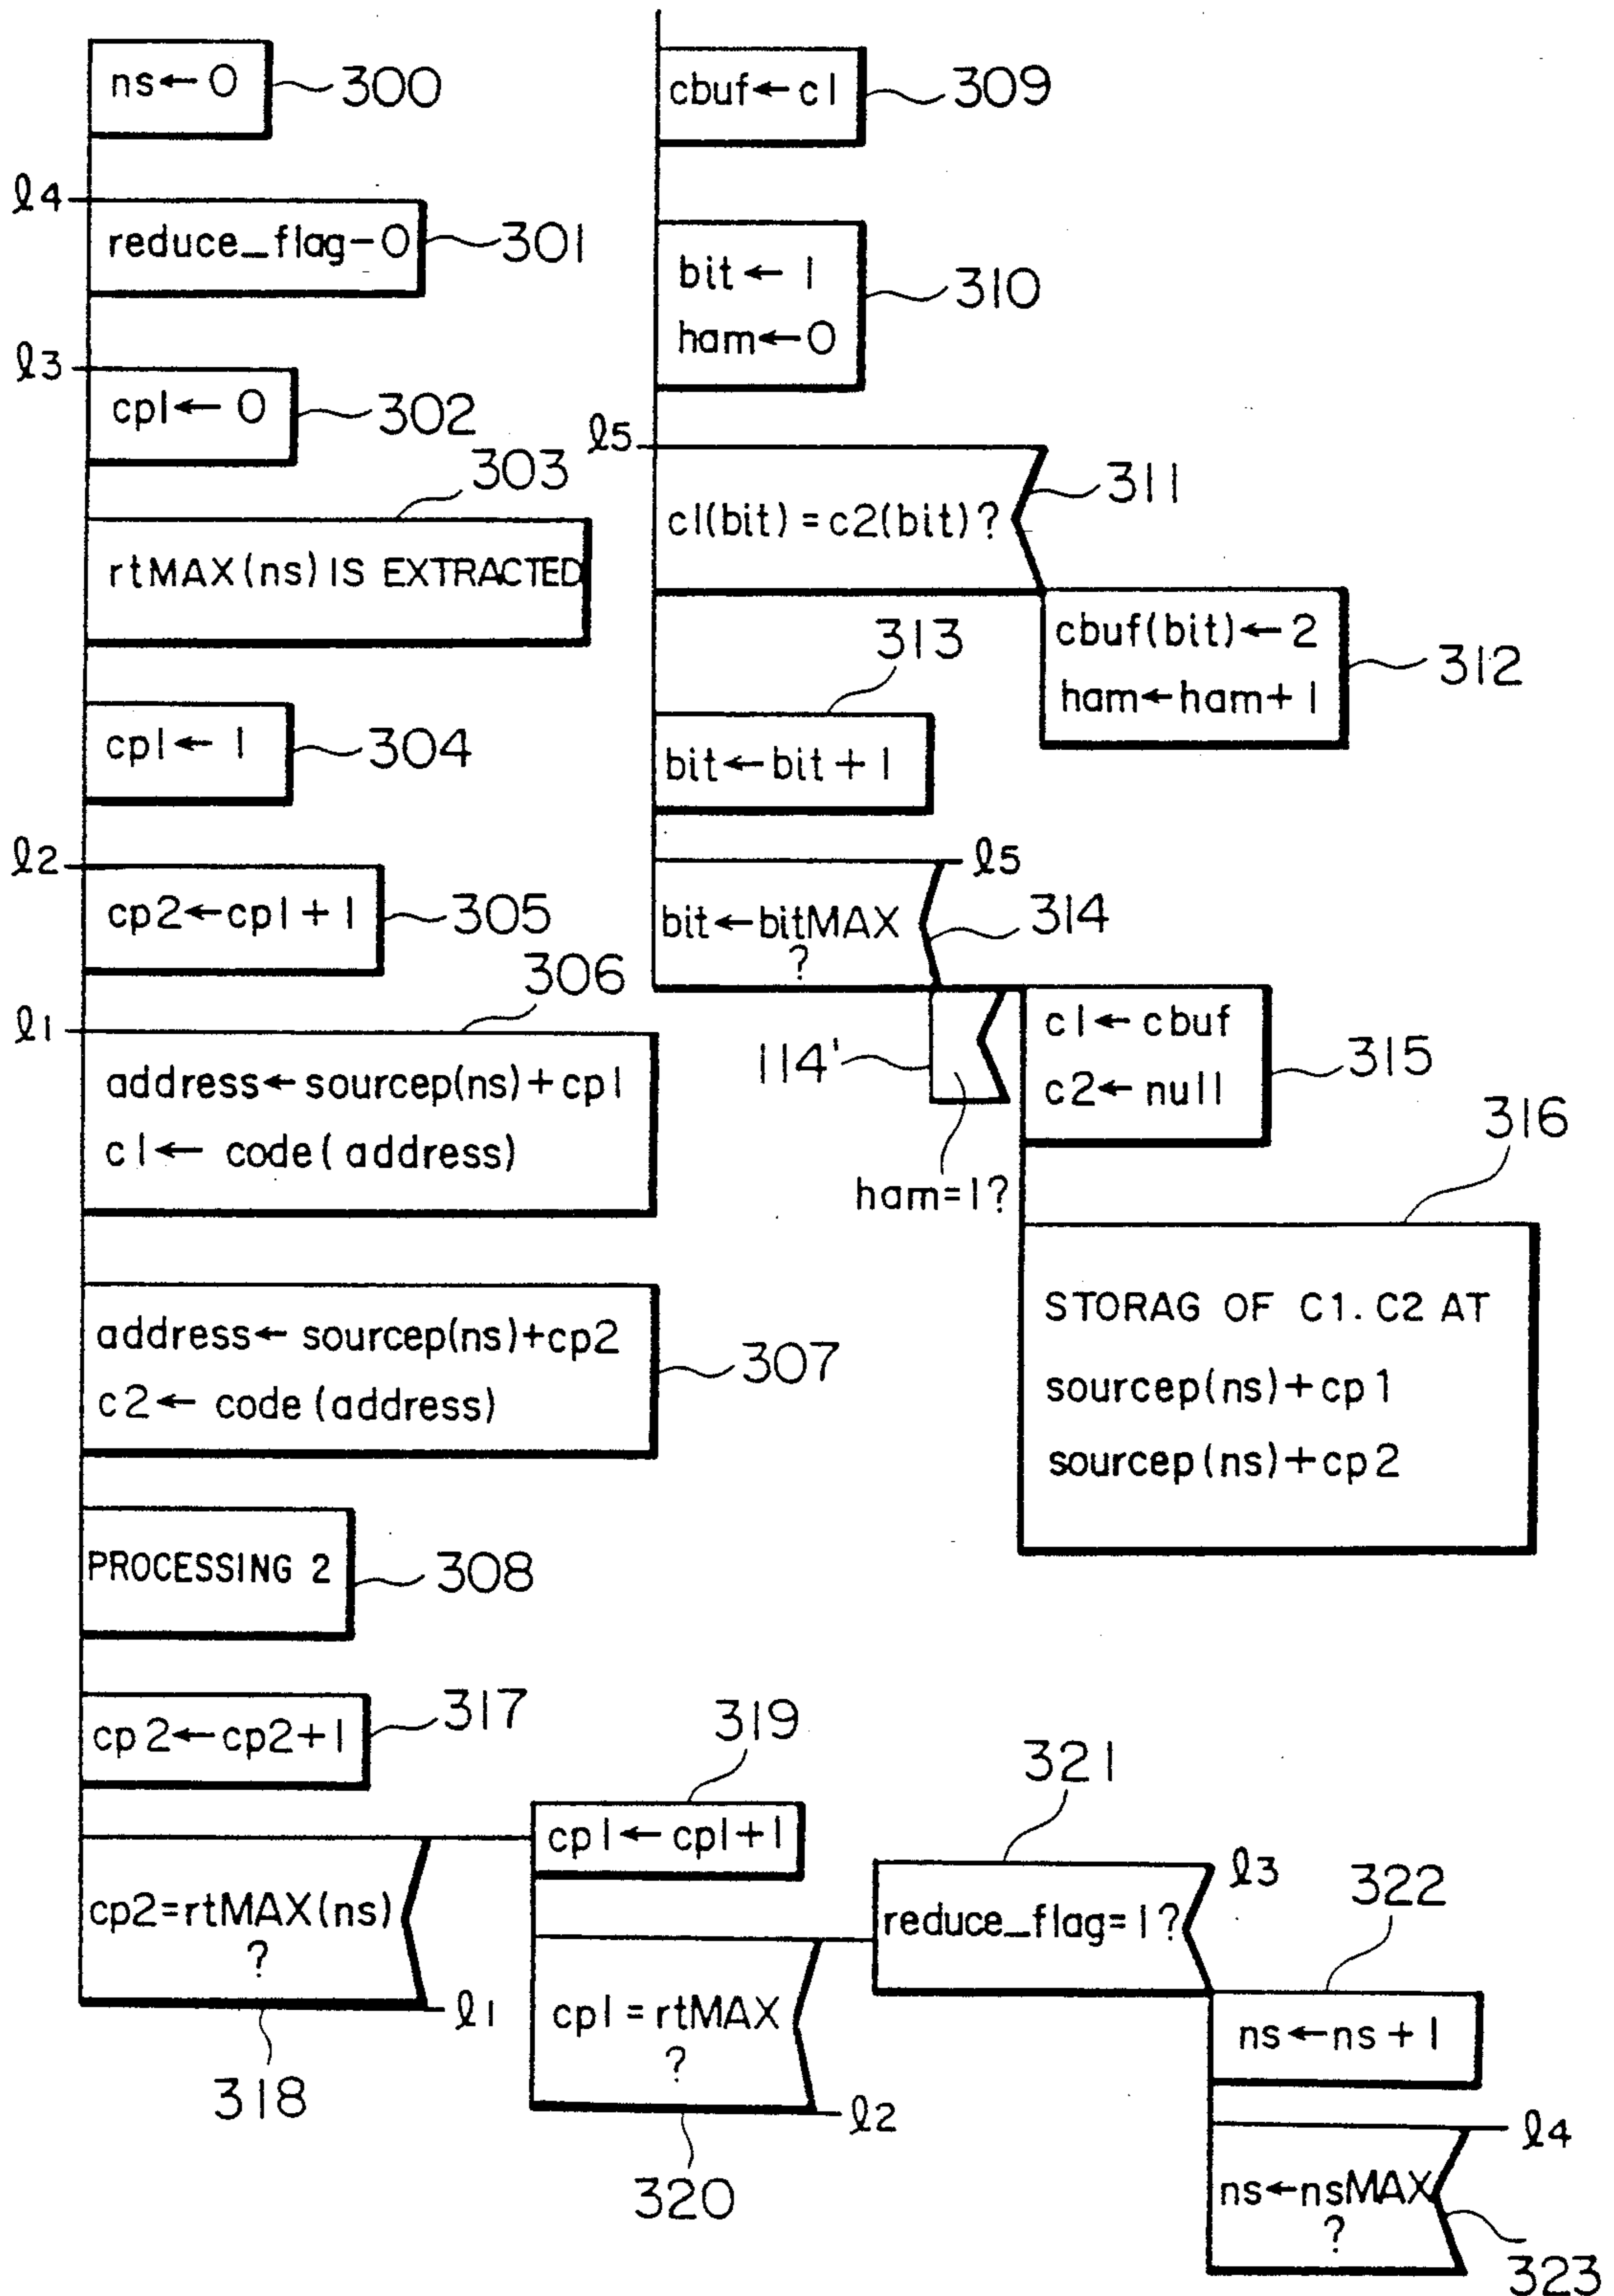 ns←0
300
ℓ4
reduce_flag-0
301
ℓ3
cp1←0
302
303
rtMAX(ns) IS EXTRACTED
cp1←1
304
ℓ2
cp2←cp1+1
305
306
ℓ1
address←sourcep(ns)+cp1
c1← code(address)
address←sourcep(ns)+cp2
c2← code(address)
307
PROCESSING 2
308
cp2←cp2+1
317
cp2=rtMAX(ns)
?
ℓ1
318
cbuf←c1
309
bit←1
ham←0
310
ℓ5
c1(bit)=c2(bit)?
311
cbuf(bit)←2
ham←ham+1
312
313
bit←bit+1
ℓ5
bit←bitMAX
?
314
114'
ham=1?
c1←cbuf
c2←null
315
316
STORAG OF C1.C2 AT
sourcep(ns)+cp1
sourcep(ns)+cp2
319
cp1←cp1+1
cp1=rtMAX
?
ℓ2
320
321
reduce_flag=1?
ℓ3
322
ns←ns+1
ℓ4
ns←nsMAX
?
323